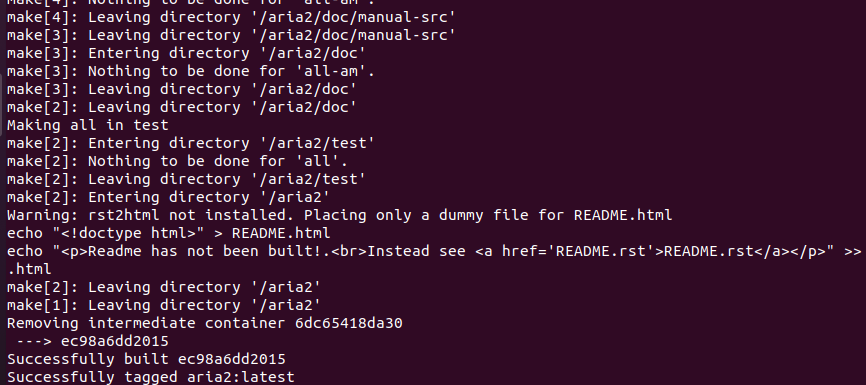 make[4]: Nothing to be done for 'all-am'.
make[4]: Leaving directory '/aria2/doc/manual-src'
make[3]: Leaving directory '/aria2/doc/manual-src'
make[3]: Entering directory '/aria2/doc'
make[3]: Nothing to be done for 'all-am'.
make[3]: Leaving directory '/aria2/doc'
make[2]: Leaving directory '/aria2/doc'
Making all in test
make[2]: Entering directory '/aria2/test'
make[2]: Nothing to be done for 'all'.
make[2]: Leaving directory '/aria2/test'
make[2]: Entering directory '/aria2'
Warning: rst2html not installed. Placing only a dummy file for README.html
echo "<!doctype html>" > README.html
echo "<p>Readme has not been built!.<br>Instead see <a href='README.rst'>README.rst</a></p>" >>
.html
make[2]: Leaving directory '/aria2'
make[1]: Leaving directory '/aria2'
Removing intermediate container 6dc65418da30
 ---> ec98a6dd2015
Successfully built ec98a6dd2015
Successfully tagged aria2:latest